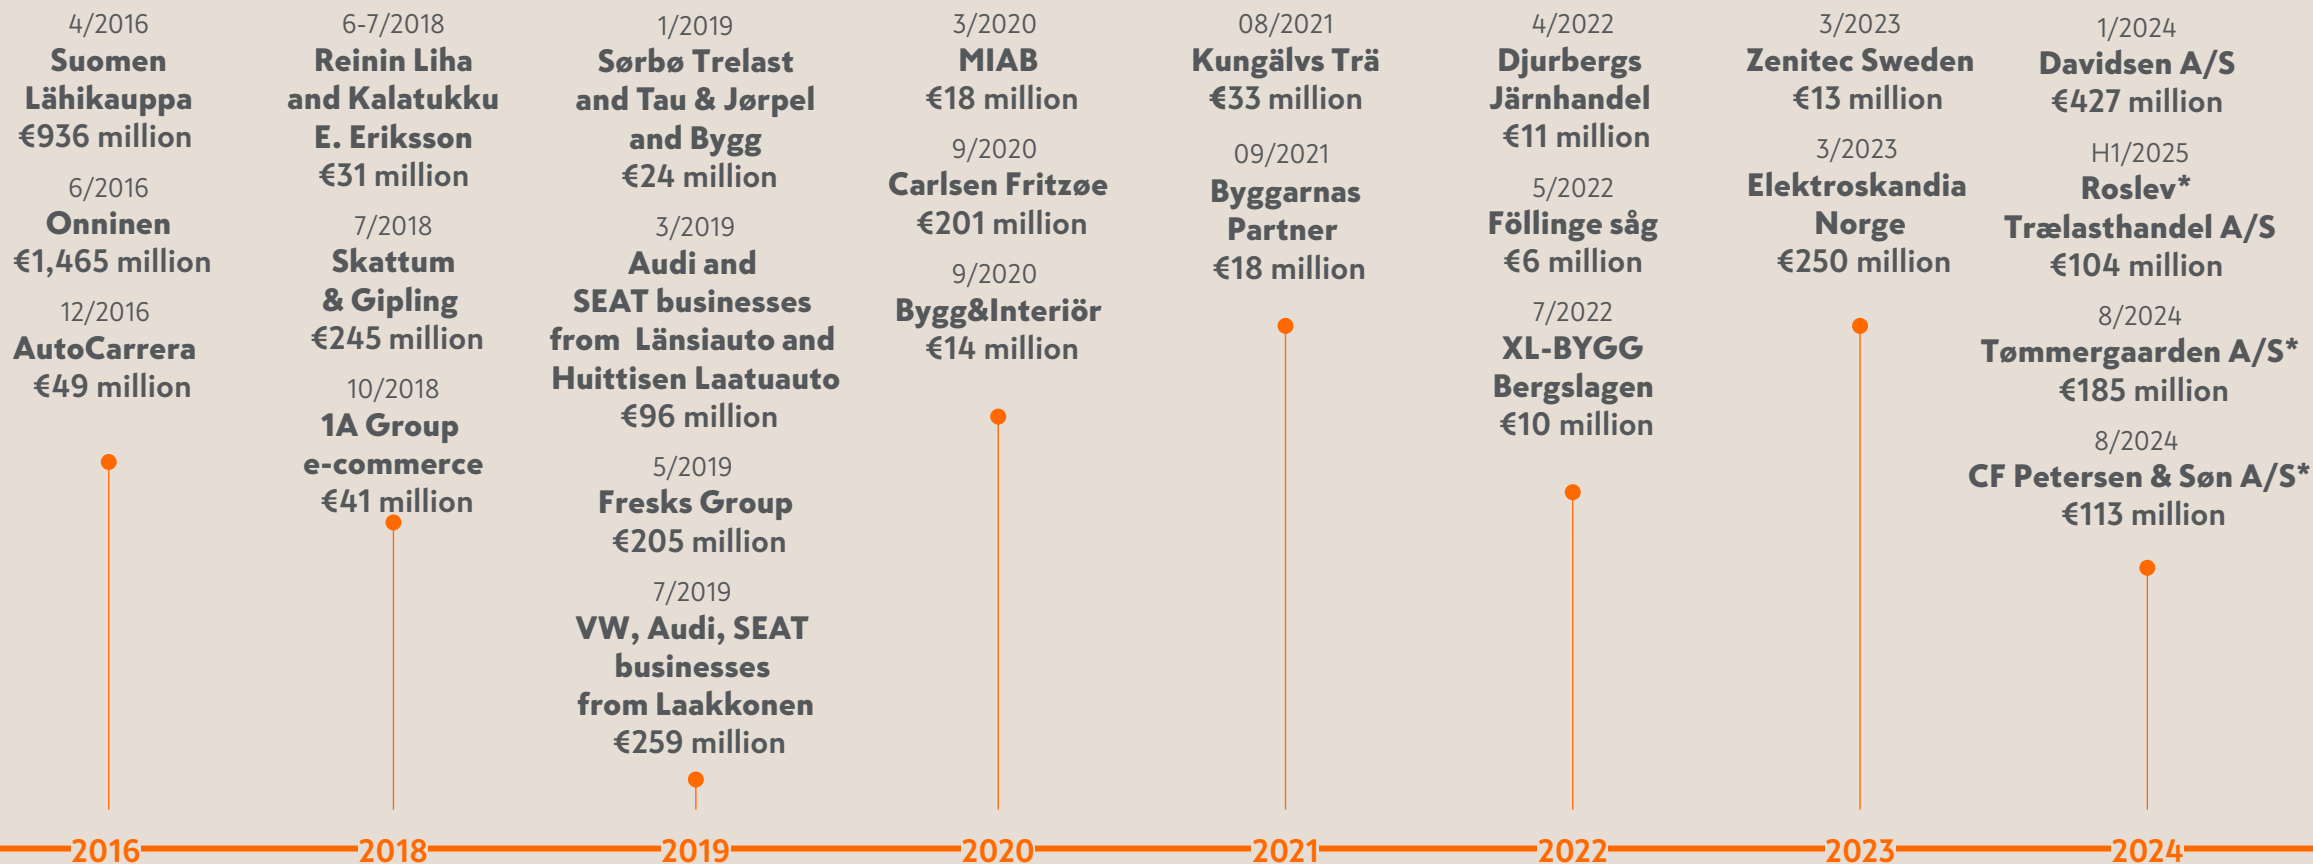 4/2016
Suomen
Lähikauppa
€936 million
6/2016
Onninen
€1,465 million
12/2016
AutoCarrera
€49 million
6-7/2018
Reinin Liha
and Kalatukku
E. Eriksson
€31 million
7/2018
Skattum
& Gipling
€245 million
10/2018
1A Group
e-commerce
€41 million
1/2019
Sørbø Trelast
and Tau & Jørpel
and Bygg
€24 million
3/2019
Audi and
SEAT businesses
from Länsiauto and
Huittisen Laatuauto
€96 million
5/2019
Fresks Group
€205 million
7/2019
VW, Audi, SEAT
businesses
from Laakkonen
€259 million
3/2020
MIAB
€18 million
9/2020
Carlsen Fritzøe
€201 million
9/2020
Bygg&Interiör
€14 million
08/2021
Kungälvs Trä
€33 million
09/2021
Byggarnas
Partner
€18 million
4/2022
Djurbergs
Järnhandel
€11 million
5/2022
Föllinge såg
€6 million
7/2022
XL-BYGG
Bergslagen
€10 million
3/2023
Zenitec Sweden
€13 million
3/2023
Elektroskandia
Norge
€250 million
1/2024
Davidsen A/S
€427 million
H1/2025
Roslev*
Trælasthandel A/S
€104 million
8/2024
Tømmergaarden A/S*
€185 million
8/2024
CF Petersen & Søn A/S*
€113 million
2016
2018
2019
2020
2021
2022
2023
2024